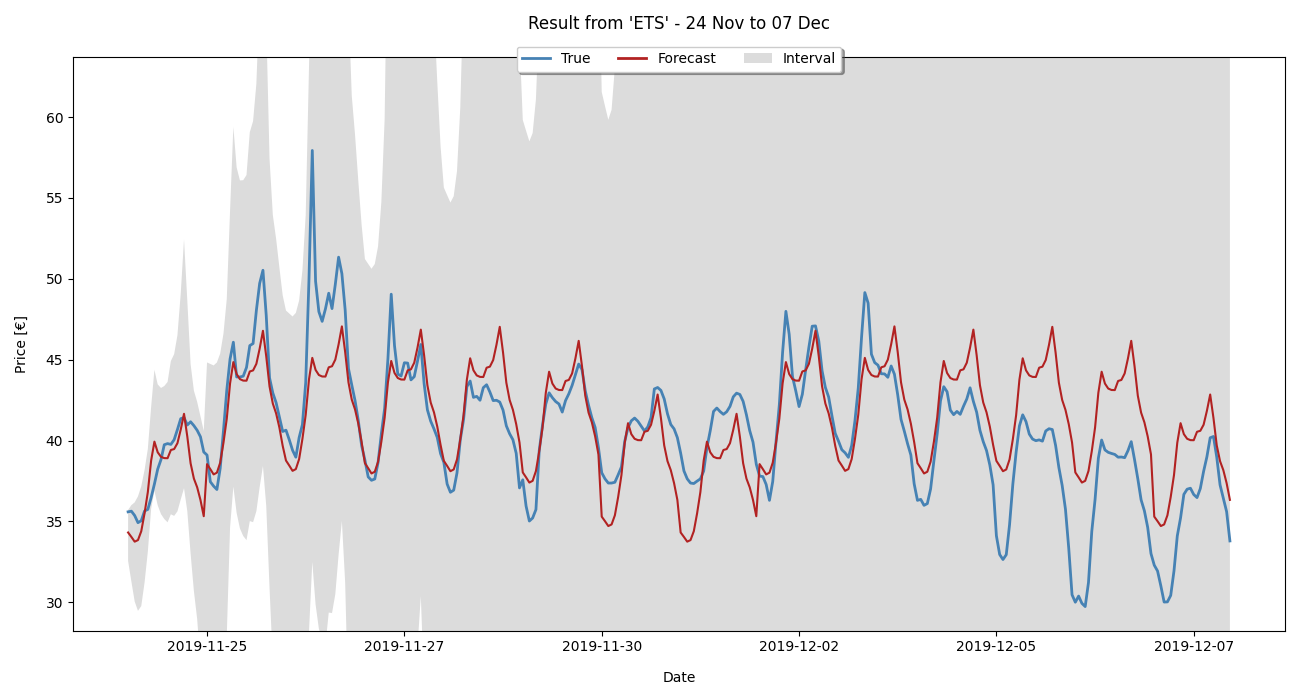 Result from 'ETS' - 24 Nov to 07 Dec
True Forecast Interval
60
55
50
45
40
35
30
Price [€]
2019-11-25 2019-11-27 2019-11-30 2019-12-02 2019-12-05 2019-12-07
Date